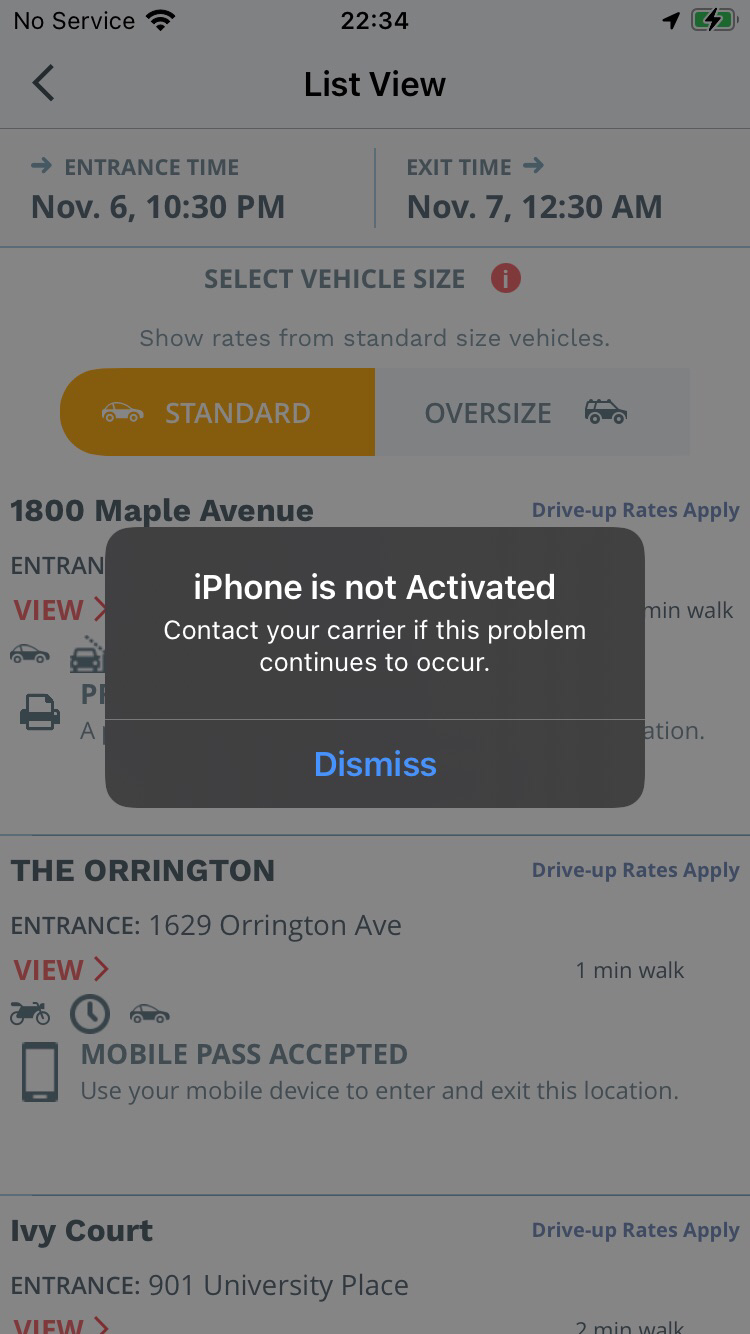 No Service 22:34
List View
ENTRANCE TIME EXIT TIME
Nov. 6, 10:30 PM Nov. 7, 12:30 AM
SELECT VEHICLE SIZE i
Show rates from standard size vehicles.
STANDARD OVERSIZE
1800 Maple Avenue Drive-up Rates Apply
ENTRAN
VIEW min walk
iPhone is not Activated
Contact your carrier if this problem
continues to occur.
Dismiss
A ation.
THE ORRINGTON Drive-up Rates Apply
ENTRANCE: 1629 Orrington Ave
VIEW 1 min walk
MOBILE PASS ACCEPTED
Use your mobile device to enter and exit this location.
Ivy Court Drive-up Rates Apply
ENTRANCE: 901 University Place
VIEW 2 min walk